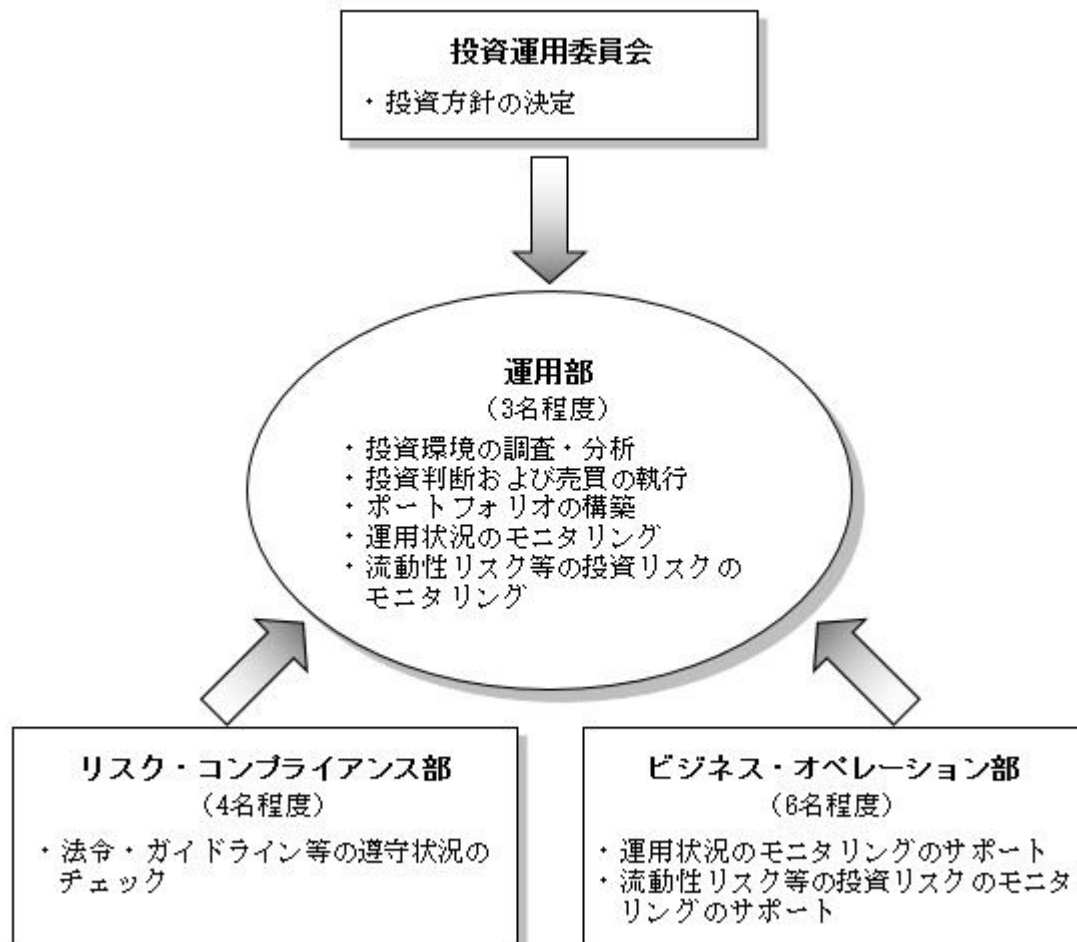 投資運用委員会
・投資方針の決定
運用部
（3名程度）
・投資環境の調査・分析
・投資判断および売買の執行
・ポートフォリオの構築
・運用状況のモニタリング
・流動性リスク等の投資リスクの
モニタリング
リスク・コンプライアンス部
（4名程度）
・法令・ガイドライン等の遵守状況の
チェック
ビジネス・オペレーション部
（6名程度）
・運用状況のモニタリングのサポート
・流動性リスク等の投資リスクのモニタ
リングのサポート